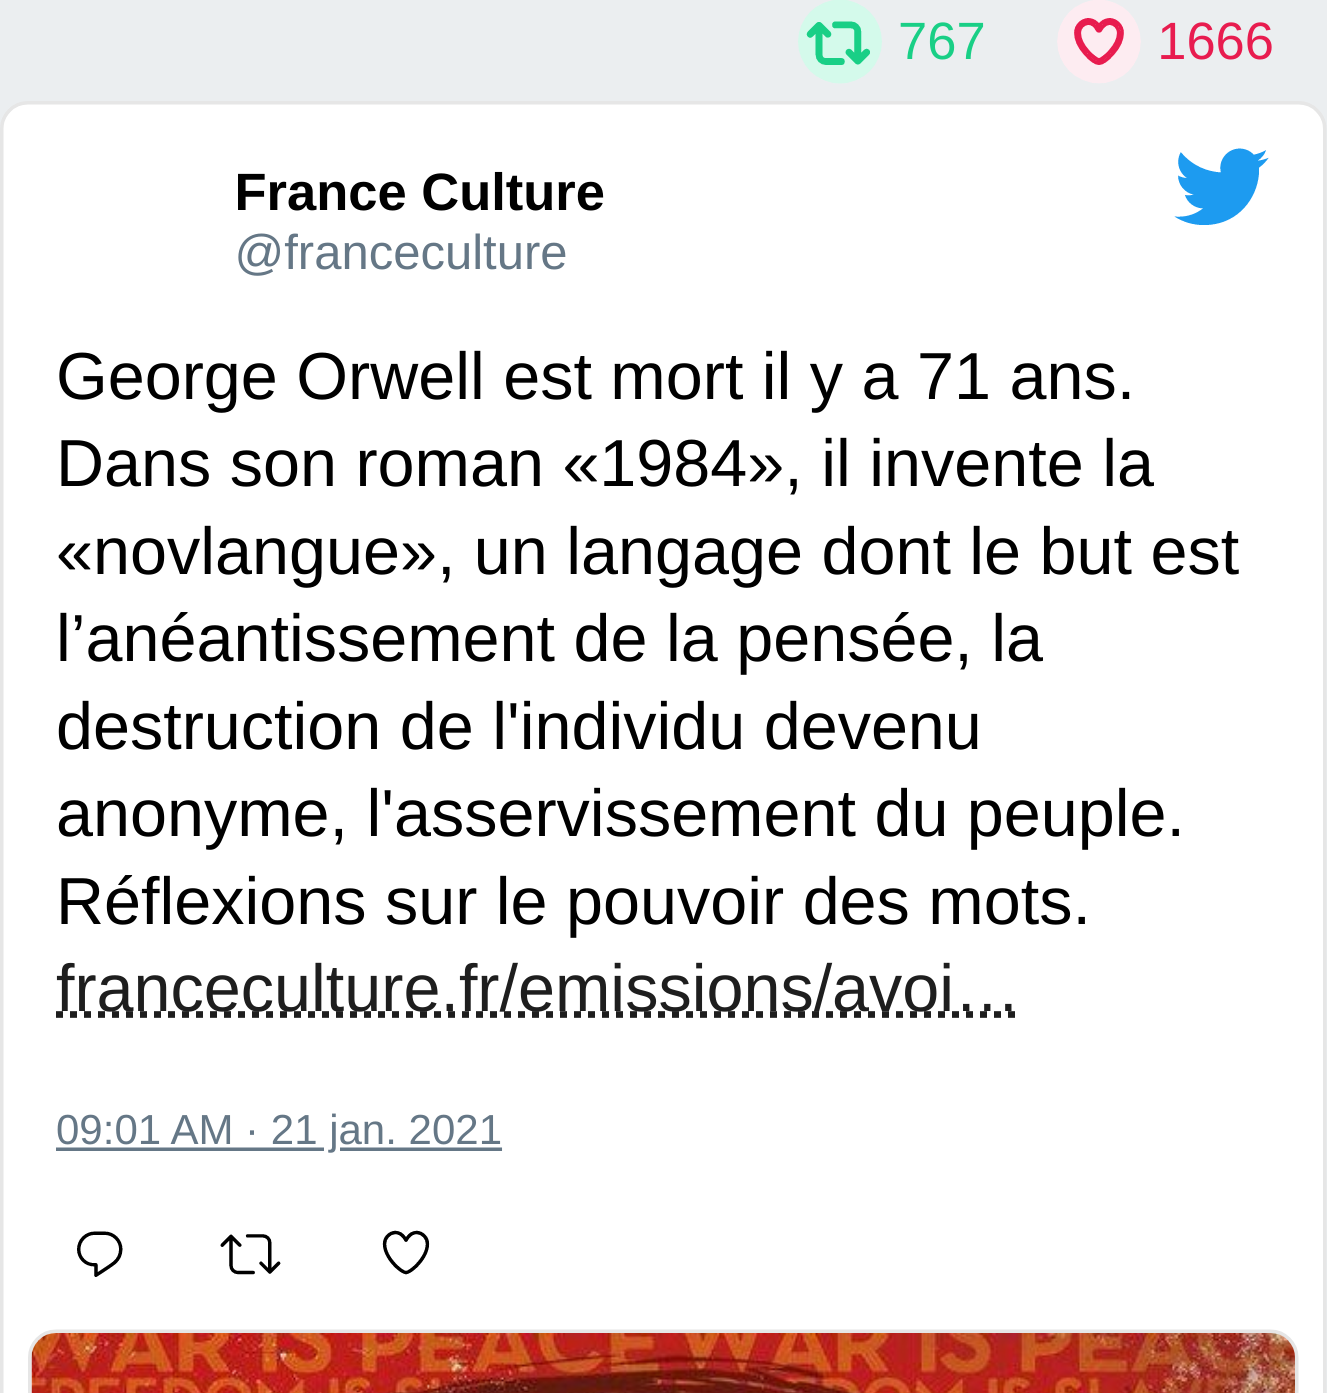 767 1666
France Culture
@franceculture
George Orwell est mort il y a 71 ans.
Dans son roman «1984», il invente la
«novlangue», un langage dont le but est
l’anéantissement de la pensée, la
destruction de l'individu devenu
anonyme, l'asservissement du peuple.
Réflexions sur le pouvoir des mots.
franceculture.fr/emissions/avoi…
09:01 AM · 21 jan. 2021
WAR IS PEACE WAR IS PEA
FREEDOM IS